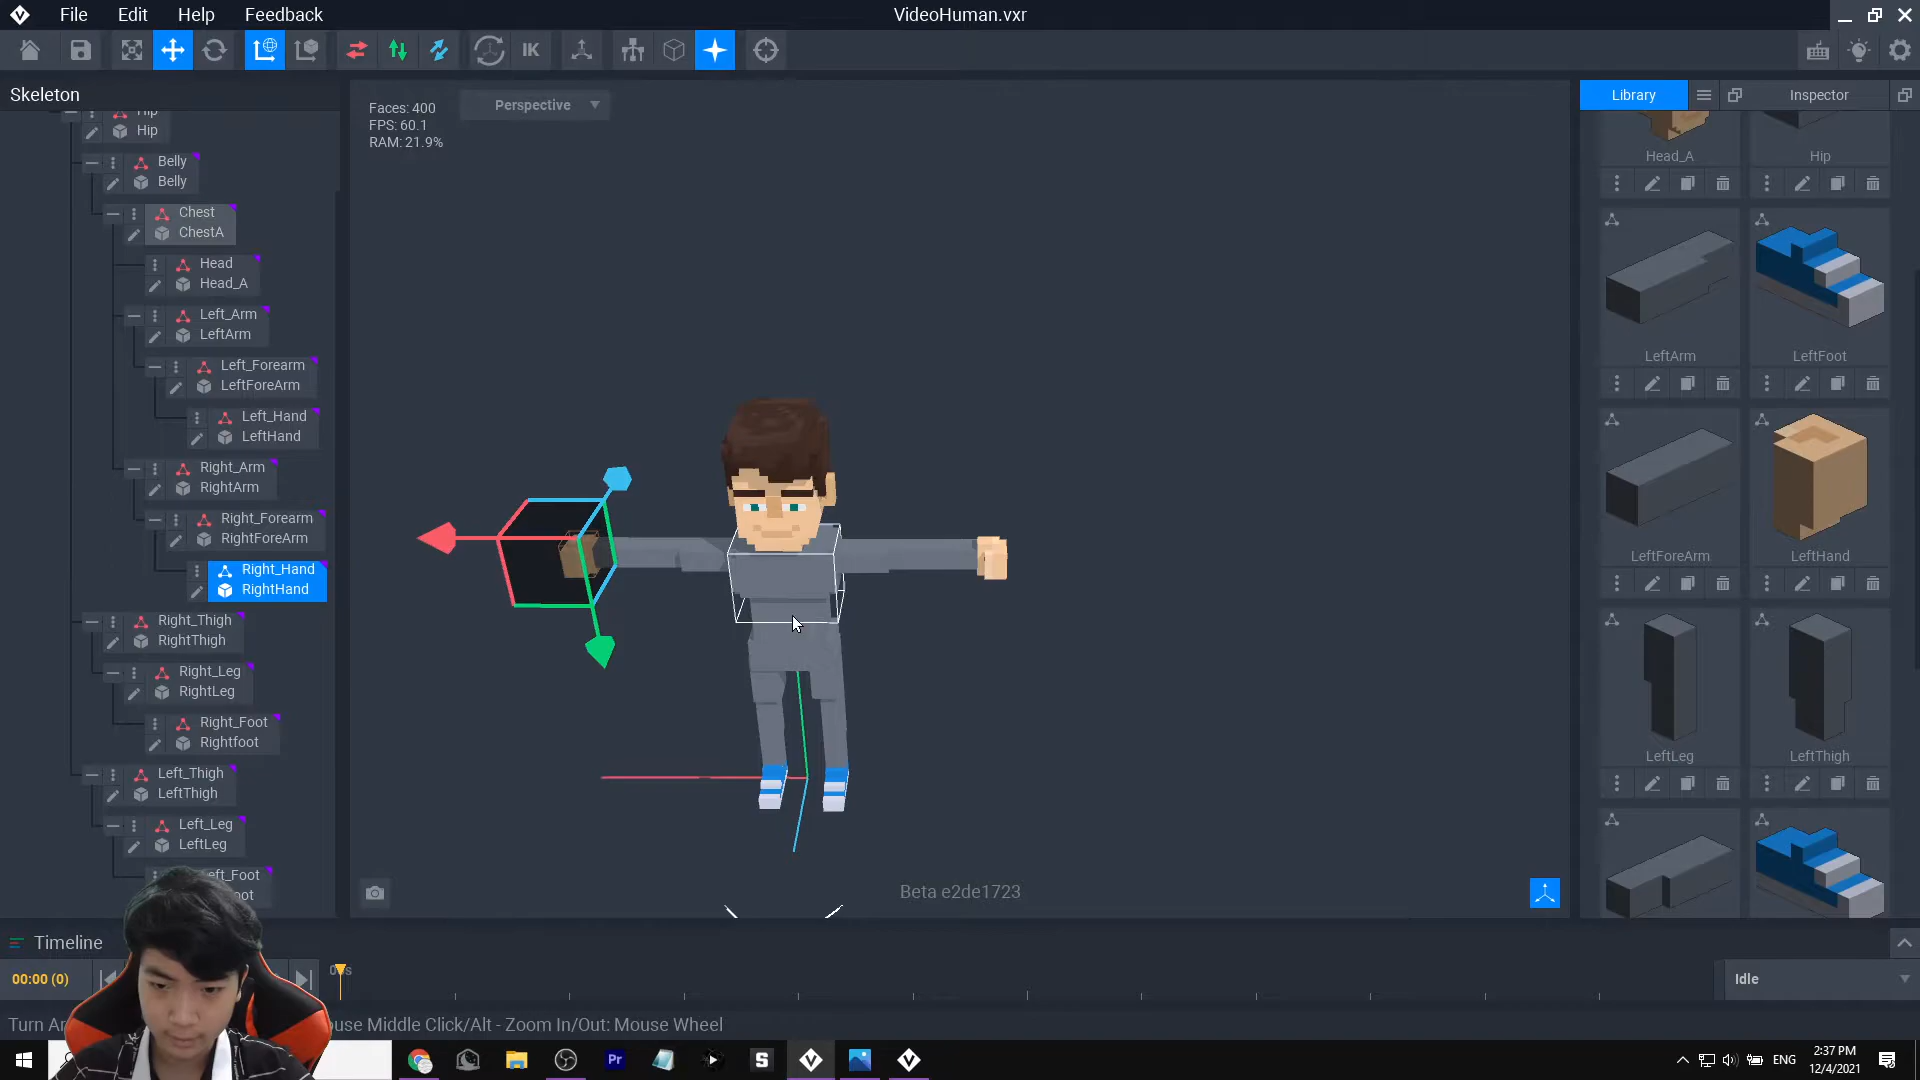 File Edit Help Feedback
VideoHuman.vxr
IK
Skeleton
Hip
Hip
Belly
Belly
Chest
ChestA
Head
Head_A
Left_Arm
LeftArm
Left_Forearm
LeftForeArm
Left_Hand
LeftHand
Right_Arm
RightArm
Right_Forearm
RightForeArm
Right_Hand
RightHand
Right_Thigh
RightThigh
Right_Leg
RightLeg
Right_Foot
Rightfoot
Left_Thigh
LeftThigh
Left_Leg
LeftLeg
Faces: 400
FPS: 60.1
RAM: 21.9%
Perspective
Beta e2de1723
Library
Inspector
Head_A
Hip
LeftArm
LeftFoot
LeftForeArm
LeftHand
LeftLeg
LeftThigh
Timeline
00:00 (0)
Idle
Turn Ar
Middle Click/Alt - Zoom In/Out: Mouse Wheel
Pr
S
ENG
2:37 PM
12/4/2021